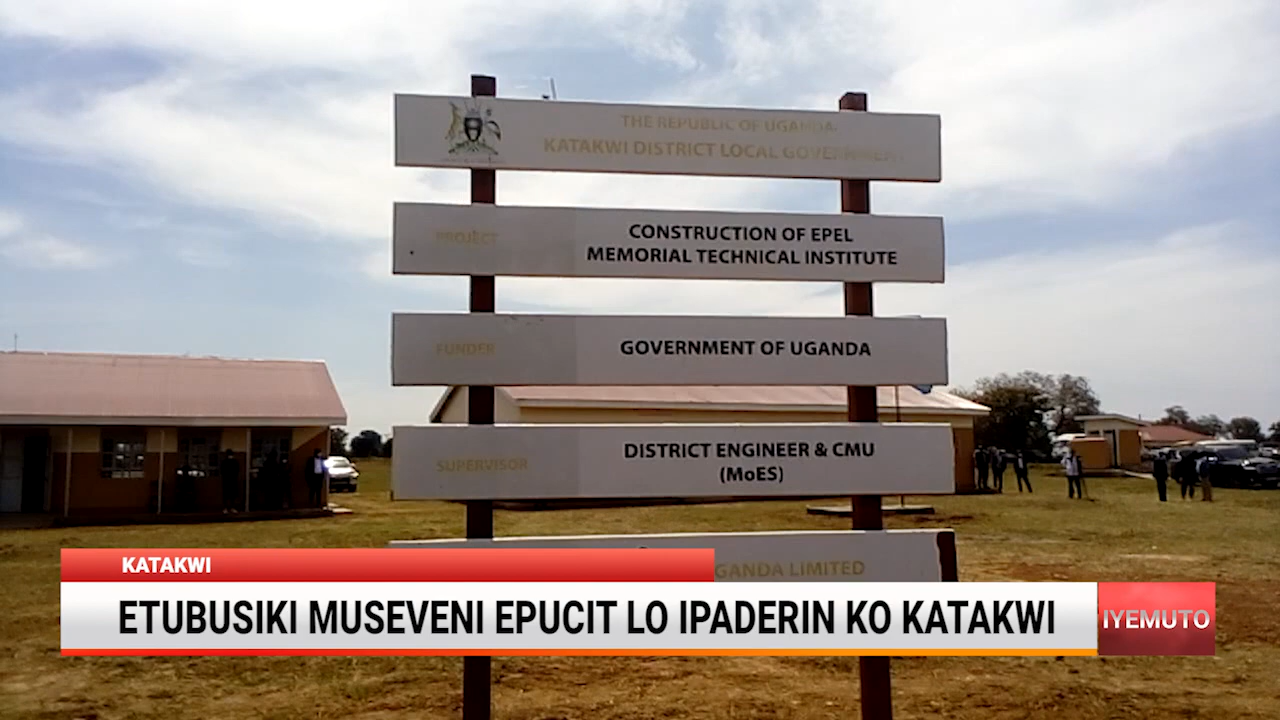 THE REPUBLIC OF UGANDA
KATAKWI DISTRICT LOCAL GOVERNMENT
PROJECT
CONSTRUCTION OF EPEL
MEMORIAL TECHNICAL INSTITUTE
FUNDER
GOVERNMENT OF UGANDA
SUPERVISOR
DISTRICT ENGINEER & CMU
(MoES)
UGANDA LIMITED
KATAKWI
ETUBUSIKI MUSEVENI EPUCIT LO IPADERIN KO KATAKWI
IYEMUTO